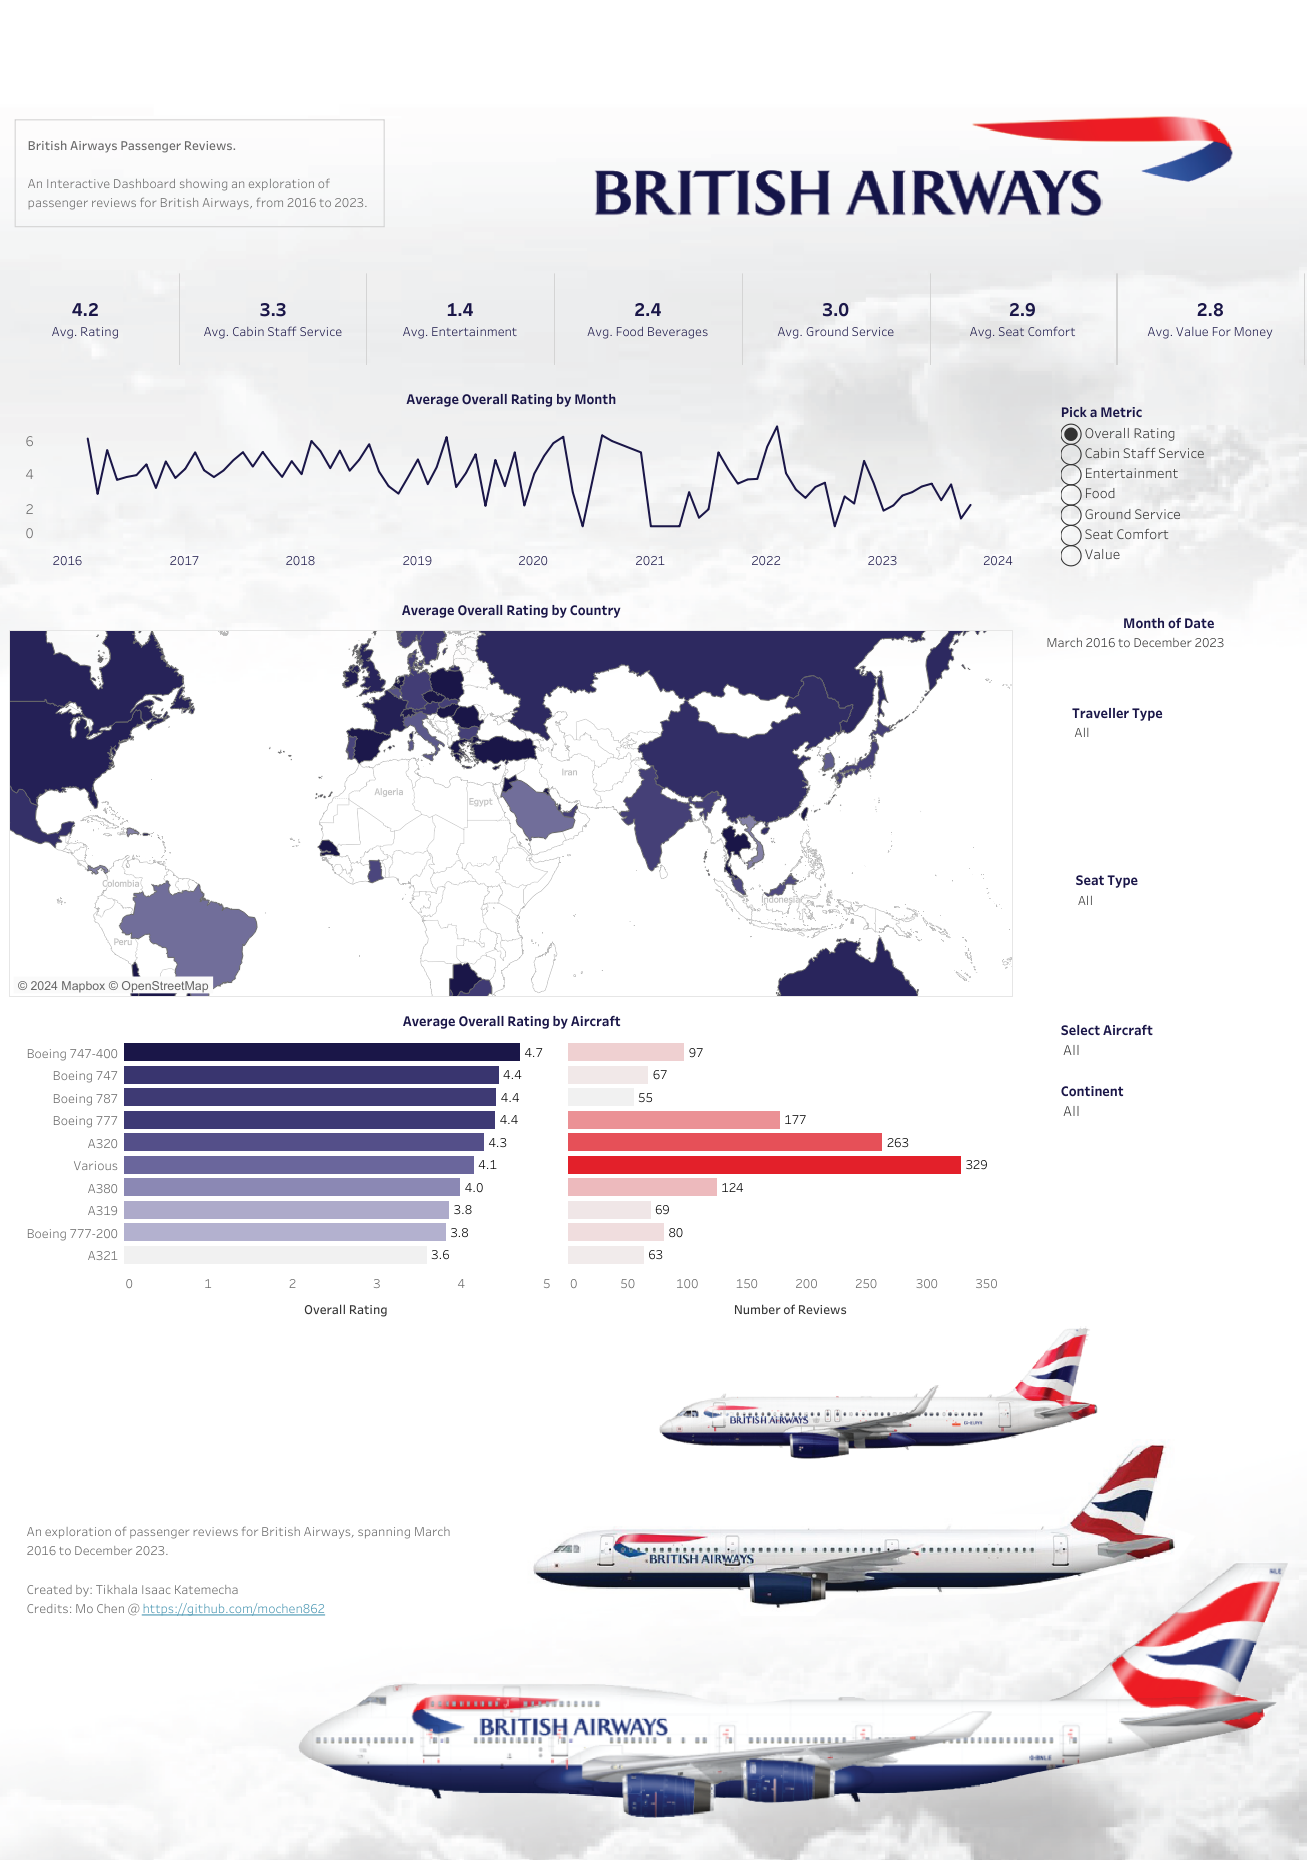 British Airways Passenger Reviews.
An Interactive Dashboard showing an exploration of
passenger reviews for British Airways, from 2016 to 2023.
BRITISH AIRWAYS
4.2
Avg. Rating
3.3
Avg. Cabin Staff Service
1.4
Avg. Entertainment
2.4
Avg. Food Beverages
3.0
Avg. Ground Service
2.9
Avg. Seat Comfort
2.8
Avg. Value For Money
Average Overall Rating by Month
6
4
2
0
2016 2017 2018 2019 2020 2021 2022 2023 2024
Pick a Metric
Overall Rating
Cabin Staff Service
Entertainment
Food
Ground Service
Seat Comfort
Value
Average Overall Rating by Country
Iran
Algeria
Egypt
Colombia
Indonesia
Peru
© 2024 Mapbox © OpenStreetMap
Month of Date
March 2016 to December 2023
Traveller Type
All
Seat Type
All
Select Aircraft
All
Continent
All
Average Overall Rating by Aircraft
Boeing 747-400 4.7 97
Boeing 747 4.4 67
Boeing 787 4.4 55
Boeing 777 4.4 177
A320 4.3 263
Various 4.1 329
A380 4.0 124
A319 3.8 69
Boeing 777-200 3.8 80
A321 3.6 63
0 1 2 3 4 5 0 50 100 150 200 250 300 350
Overall Rating
Number of Reviews
BRITISH AIRWAYS
BRITISH AIRWAYS
An exploration of passenger reviews for British Airways, spanning March
2016 to December 2023.
Created by: Tikhala Isaac Katemecha
Credits: Mo Chen @ https://github.com/mochen862
BRITISH AIRWAYS